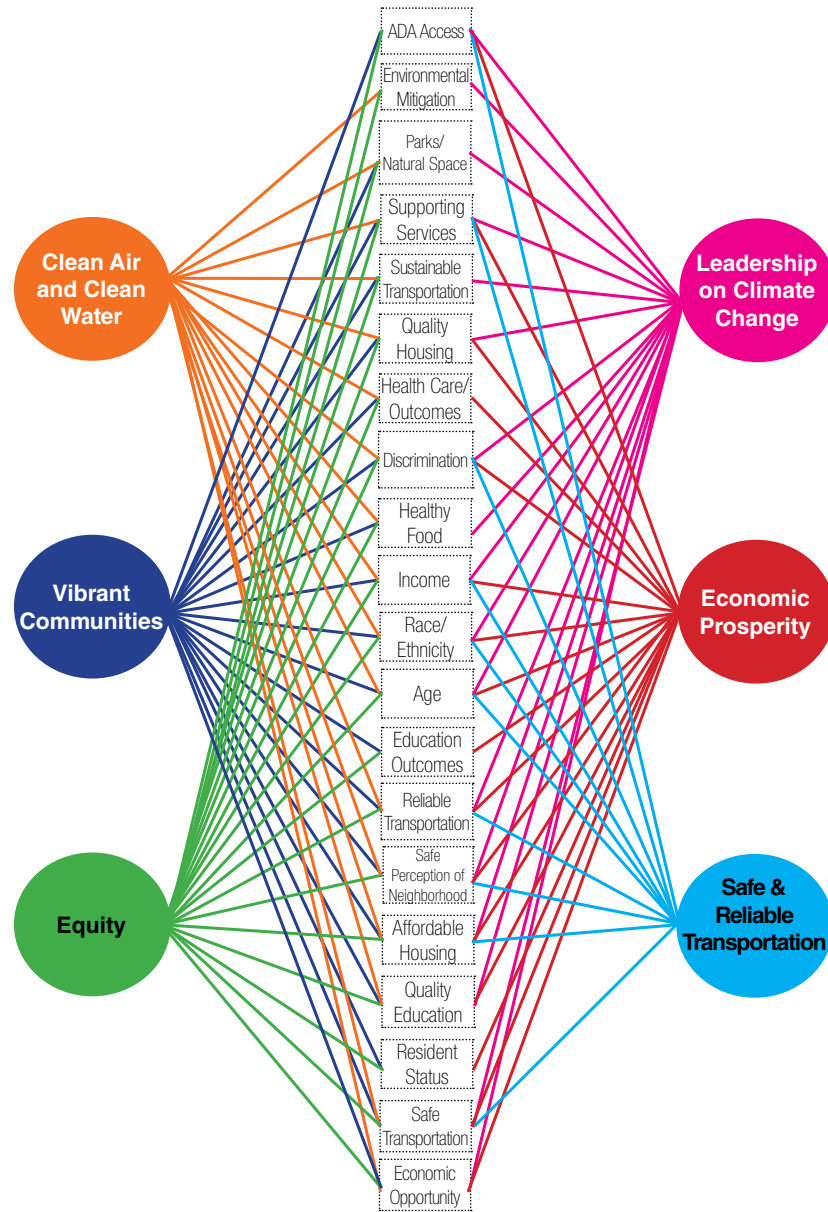 ADA Access
Environmental
Mitigation
Parks/
Natural Space
Supporting
Services
Sustainable
Transportation
Quality
Housing
Health Care/
Outcomes
Discrimination
Healthy
Food
Income
Race/
Ethnicity
Age
Education
Outcomes
Reliable
Transportation
Safe
Perception of
Neighborhood
Affordable
Housing
Quality
Education
Resident
Status
Safe
Transportation
Economic
Opportunity
Clean Air
and Clean
Water
Vibrant
Communities
Equity
Leadership
on Climate
Change
Economic
Prosperity
Safe &
Reliable
Transportation